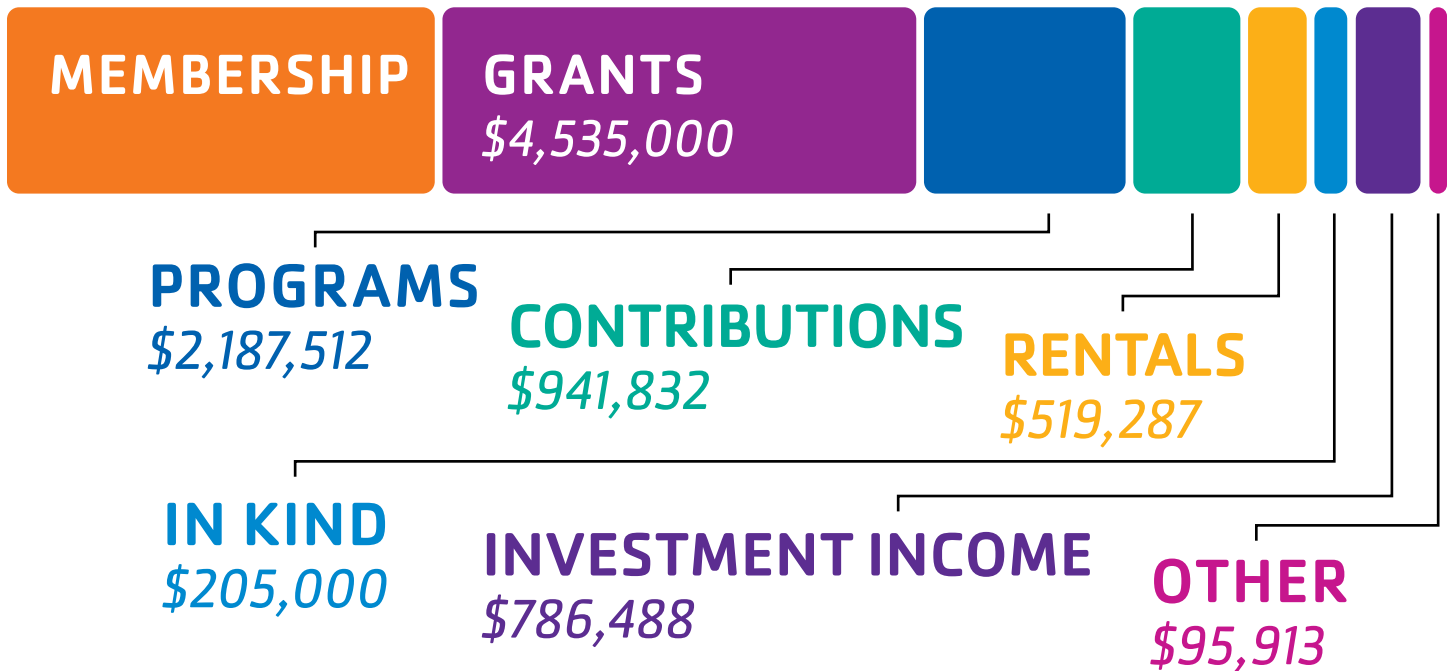 MEMBERSHIP
GRANTS
$4,535,000
PROGRAMS
$2,187,512
CONTRIBUTIONS
$941,832
RENTALS
$519,287
IN KIND
$205,000
INVESTMENT INCOME
$786,488
OTHER
$95,913